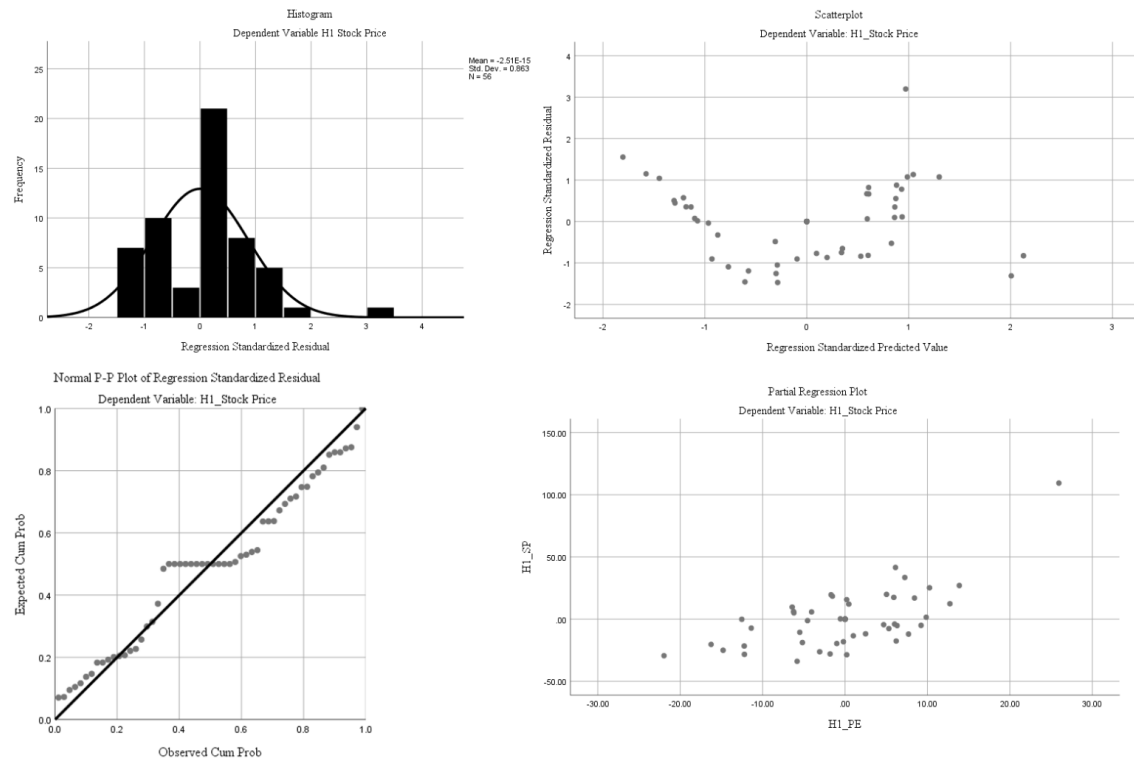 Histogram
Dependent Variable H1 Stock Price
Mean = -2.51E-15
Std. Dev. = 0.863
N = 56
25
20
15
10
5
0
Frequency
-2 -1 0 1 2 3 4
Regression Standardized Residual
Scatterplot
Dependent Variable: H1_Stock Price
4
3
2
1
0
-1
-2
Regression Standardized Residual
-2 -1 0 1 2 3
Regression Standardized Predicted Value
Normal P-P Plot of Regression Standardized Residual
Dependent Variable: H1_Stock Price
1.0
0.8
0.6
0.4
0.2
0.0
Expected Cum Prob
0.0 0.2 0.4 0.6 0.8 1.0
Observed Cum Prob
Partial Regression Plot
Dependent Variable: H1_Stock Price
150.00
100.00
50.00
.00
-50.00
H1_SP
-30.00 -20.00 -10.00 .00 10.00 20.00 30.00
H1_PE